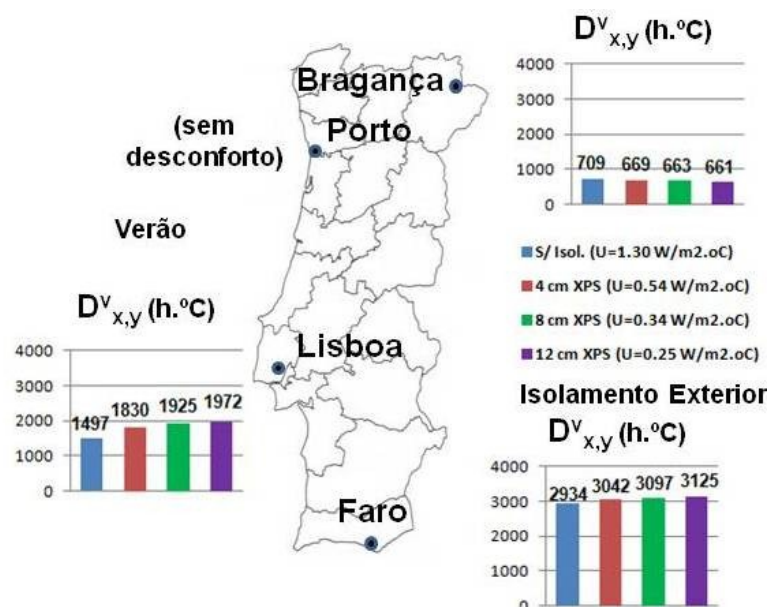 Dᵛx,y (h.ºC)
4000
3000
2000
1000
0
709
669
663
661
Bragança
Porto
(sem
desconforto)
Verão
S/ Isol. (U=1.30 W/m2.oC)
4 cm XPS (U=0.54 W/m2.oC)
8 cm XPS (U=0.34 W/m2.oC)
12 cm XPS (U=0.25 W/m2.oC)
Dᵛx,y (h.ºC)
4000
3000
2000
1000
0
1497
1830
1925
1972
Lisboa
Isolamento Exterior
Dᵛx,y (h.ºC)
4000
3000
2000
1000
0
2934
3042
3097
3125
Faro